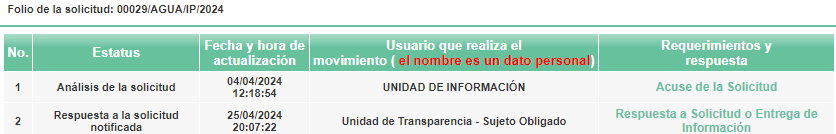 Folio de la solicitud: 00029/AGUA/IP/2024
No. Estatus Fecha y hora de actualización Usuario que realiza el movimiento ( el nombre es un dato personal) Requerimientos y respuesta
1 Análisis de la solicitud 04/04/2024 12:18:54 UNIDAD DE INFORMACIÓN Acuse de la Solicitud
2 Respuesta a la solicitud notificada 25/04/2024 20:07:22 Unidad de Transparencia - Sujeto Obligado Respuesta a Solicitud o Entrega de Información